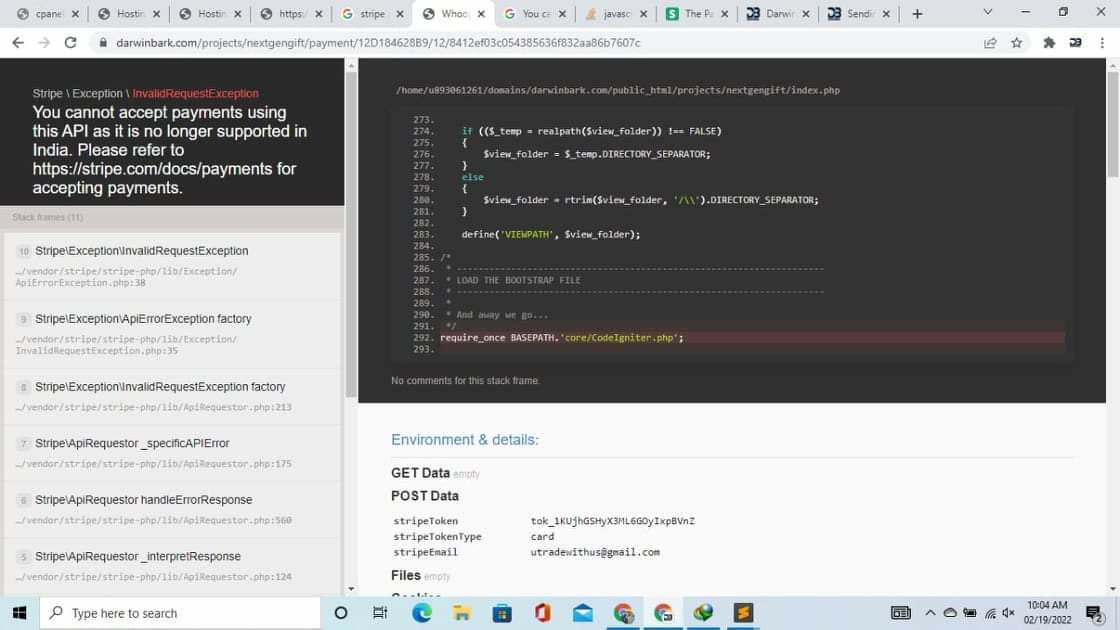 cpanel
Hostin
Hostin
https:/
stripe
Whoo
You ca
javasc
The Pa
Darwin
Sendin
darwinbark.com/projects/nextgengift/payment/12D184628B9/12/8412ef03c054385636f832aa86b7607c
Stripe \ Exception \ InvalidRequestException
You cannot accept payments using
this API as it is no longer supported in
India. Please refer to
https://stripe.com/docs/payments for
accepting payments.
Stack frames (11)
10 Stripe\Exception\InvalidRequestException
…/vendor/stripe/stripe-php/lib/Exception/
ApiErrorException.php:38
9 Stripe\Exception\ApiErrorException factory
…/vendor/stripe/stripe-php/lib/Exception/
InvalidRequestException.php:35
8 Stripe\Exception\InvalidRequestException factory
…/vendor/stripe/stripe-php/lib/ApiRequestor.php:213
7 Stripe\ApiRequestor _specificAPIError
…/vendor/stripe/stripe-php/lib/ApiRequestor.php:175
6 Stripe\ApiRequestor handleErrorResponse
…/vendor/stripe/stripe-php/lib/ApiRequestor.php:560
5 Stripe\ApiRequestor _interpretResponse
…/vendor/stripe/stripe-php/lib/ApiRequestor.php:124
/home/u893061261/domains/darwinbark.com/public_html/projects/nextgengift/index.php
273.
274. if (($_temp = realpath($view_folder)) !== FALSE)
275. {
276. $view_folder = $_temp.DIRECTORY_SEPARATOR;
277. }
278. else
279. {
280. $view_folder = rtrim($view_folder, '/\\').DIRECTORY_SEPARATOR;
281. }
282.
283. define('VIEWPATH', $view_folder);
284.
285. /*
286. * --------------------------------------------------------------------
287. * LOAD THE BOOTSTRAP FILE
288. * --------------------------------------------------------------------
289. *
290. * And away we go...
291. */
292. require_once BASEPATH.'core/CodeIgniter.php';
293.
No comments for this stack frame.
Environment & details:
GET Data empty
POST Data
stripeToken tok_1KUjhGSHyX3ML6GOyIxpBVnZ
stripeTokenType card
stripeEmail utradewithus@gmail.com
Files empty
Cookies
Type here to search
10:04 AM
02/19/2022
2